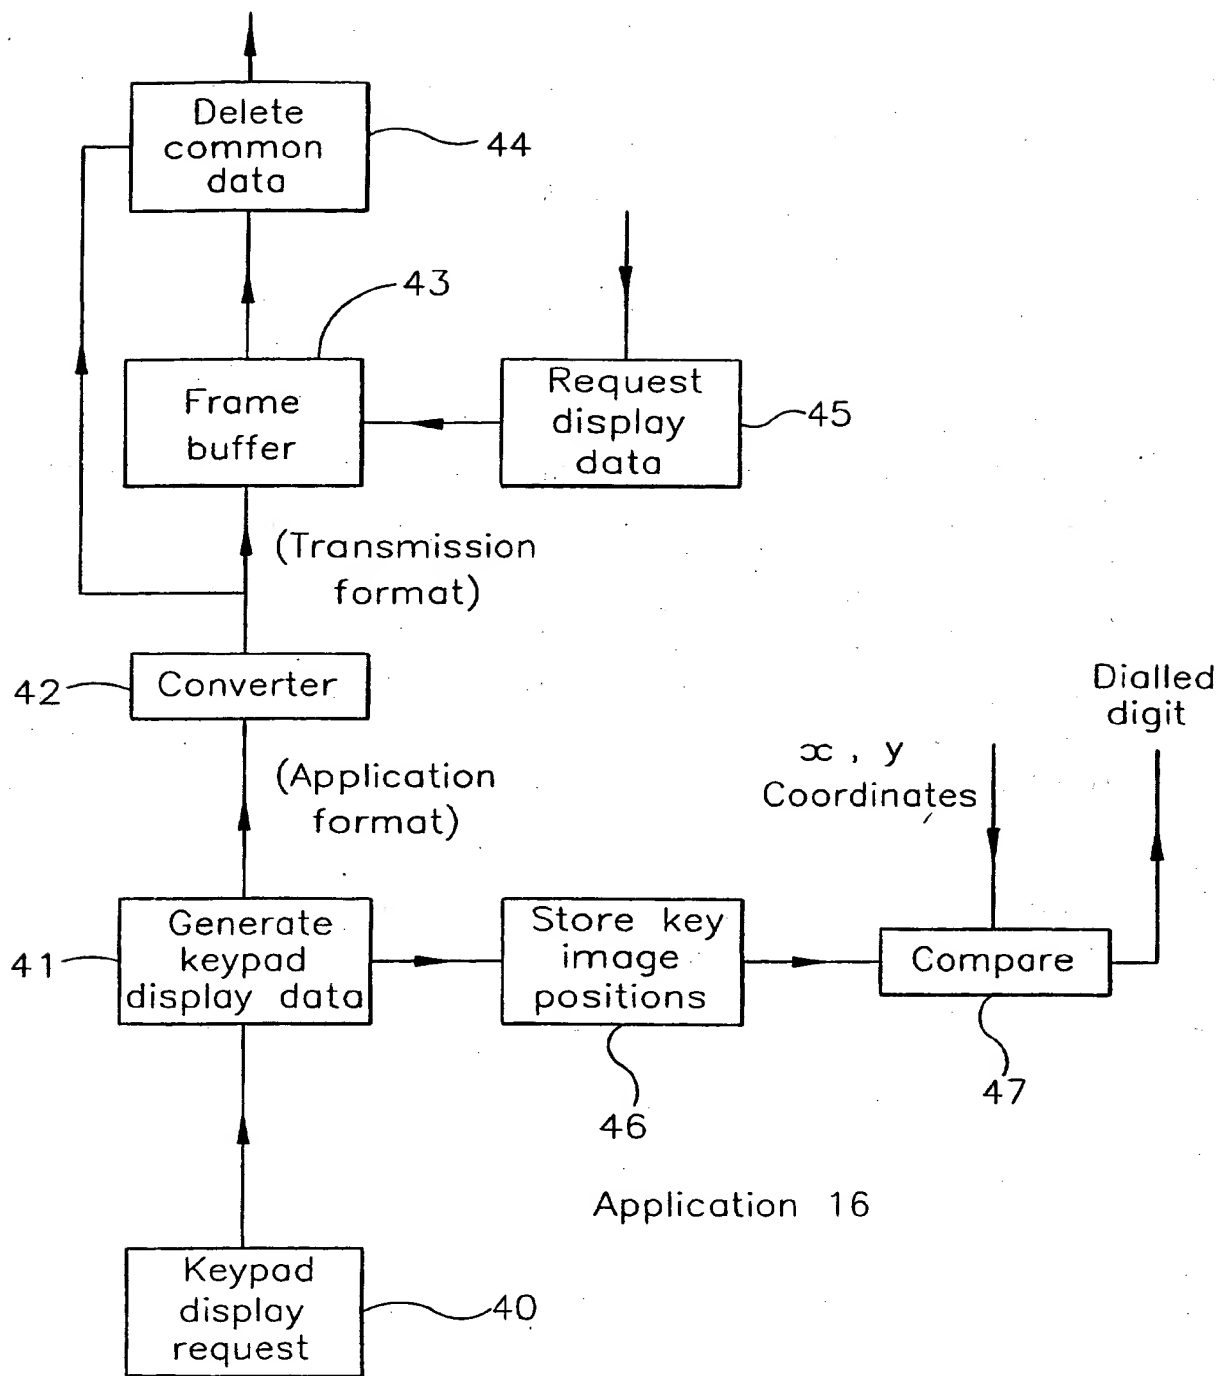 Delete
common
data
44
43
Frame
buffer
Request
display
data
45
(Transmission
format)
42
Converter
Dialled
digit
(Application
format)
x , y
Coordinates
41
Generate
keypad
display data
Store key
image
positions
Compare
46
47
Application 16
Keypad
display
request
40